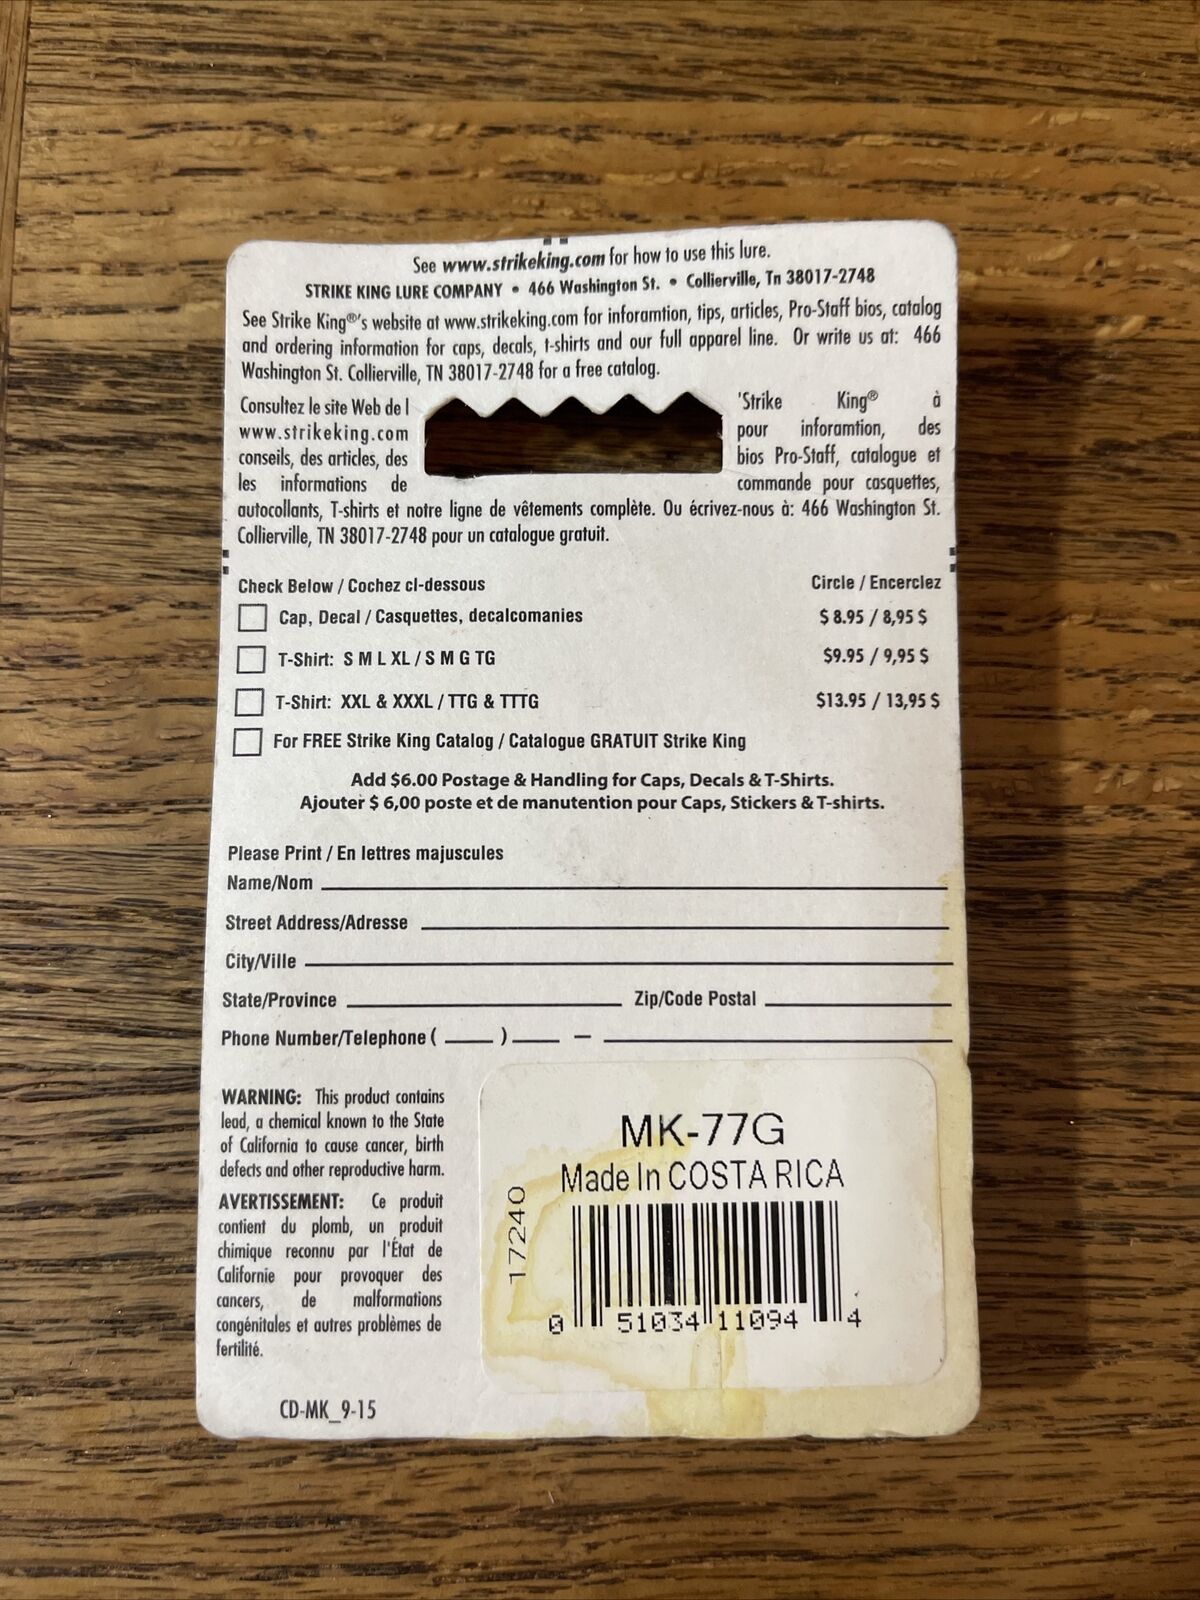 See www.strikeking.com for how to use this lure.
STRIKE KING LURE COMPANY • 466 Washington St. • Collierville, Tn 38017-2748
See Strike King®'s website at www.strikeking.com for inforamtion, tips, articles, Pro-Staff bios, catalog
and ordering information for caps, decals, t-shirts and our full apparel line. Or write us at: 466
Washington St. Collierville, TN 38017-2748 for a free catalog.
Consultez le site Web de l 'Strike King® à
www.strikeking.com pour inforamtion, des
conseils, des articles, des bios Pro-Staff, catalogue et
les informations de commande pour casquettes,
autocollants, T-shirts et notre ligne de vêtements complète. Ou écrivez-nous à: 466 Washington St.
Collierville, TN 38017-2748 pour un catalogue gratuit.
Check Below / Cochez cl-dessous Circle / Encerclez
Cap, Decal / Casquettes, decalcomanies $ 8.95 / 8,95 $
T-Shirt: S M L XL / S M G TG $9.95 / 9,95 $
T-Shirt: XXL & XXXL / TTG & TTTG $13.95 / 13,95 $
For FREE Strike King Catalog / Catalogue GRATUIT Strike King
Add $6.00 Postage & Handling for Caps, Decals & T-Shirts.
Ajouter $ 6,00 poste et de manutention pour Caps, Stickers & T-shirts.
Please Print / En lettres majuscules
Name/Nom
Street Address/Adresse
City/Ville
State/Province Zip/Code Postal
Phone Number/Telephone ( ) –
WARNING: This product contains
lead, a chemical known to the State
of California to cause cancer, birth
defects and other reproductive harm.
AVERTISSEMENT: Ce produit
contient du plomb, un produit
chimique reconnu par l'État de
Californie pour provoquer des
cancers, de malformations
congénitales et autres problèmes de
fertilité.
CD-MK_9-15
MK-77G
Made In COSTA RICA
17240
0 51034 11094 4